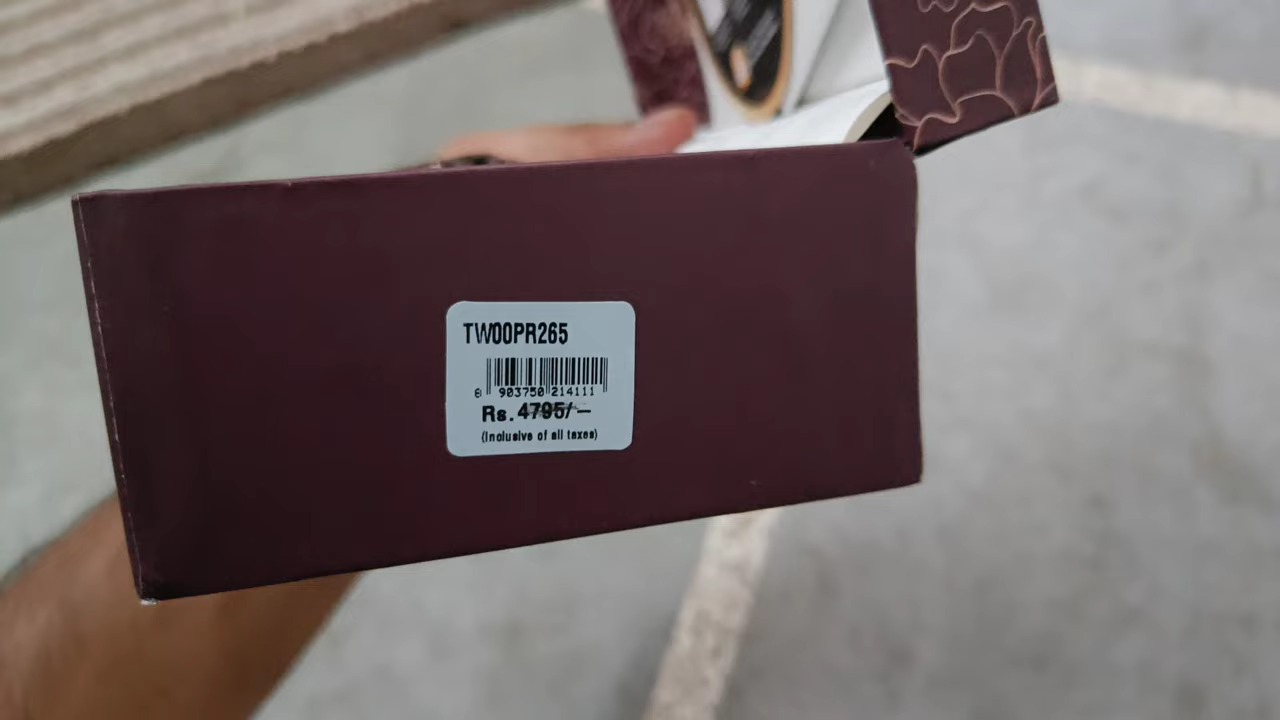 TW00PR265
8 903750 214111
Rs. 4795/-
(Inclusive of all taxes)